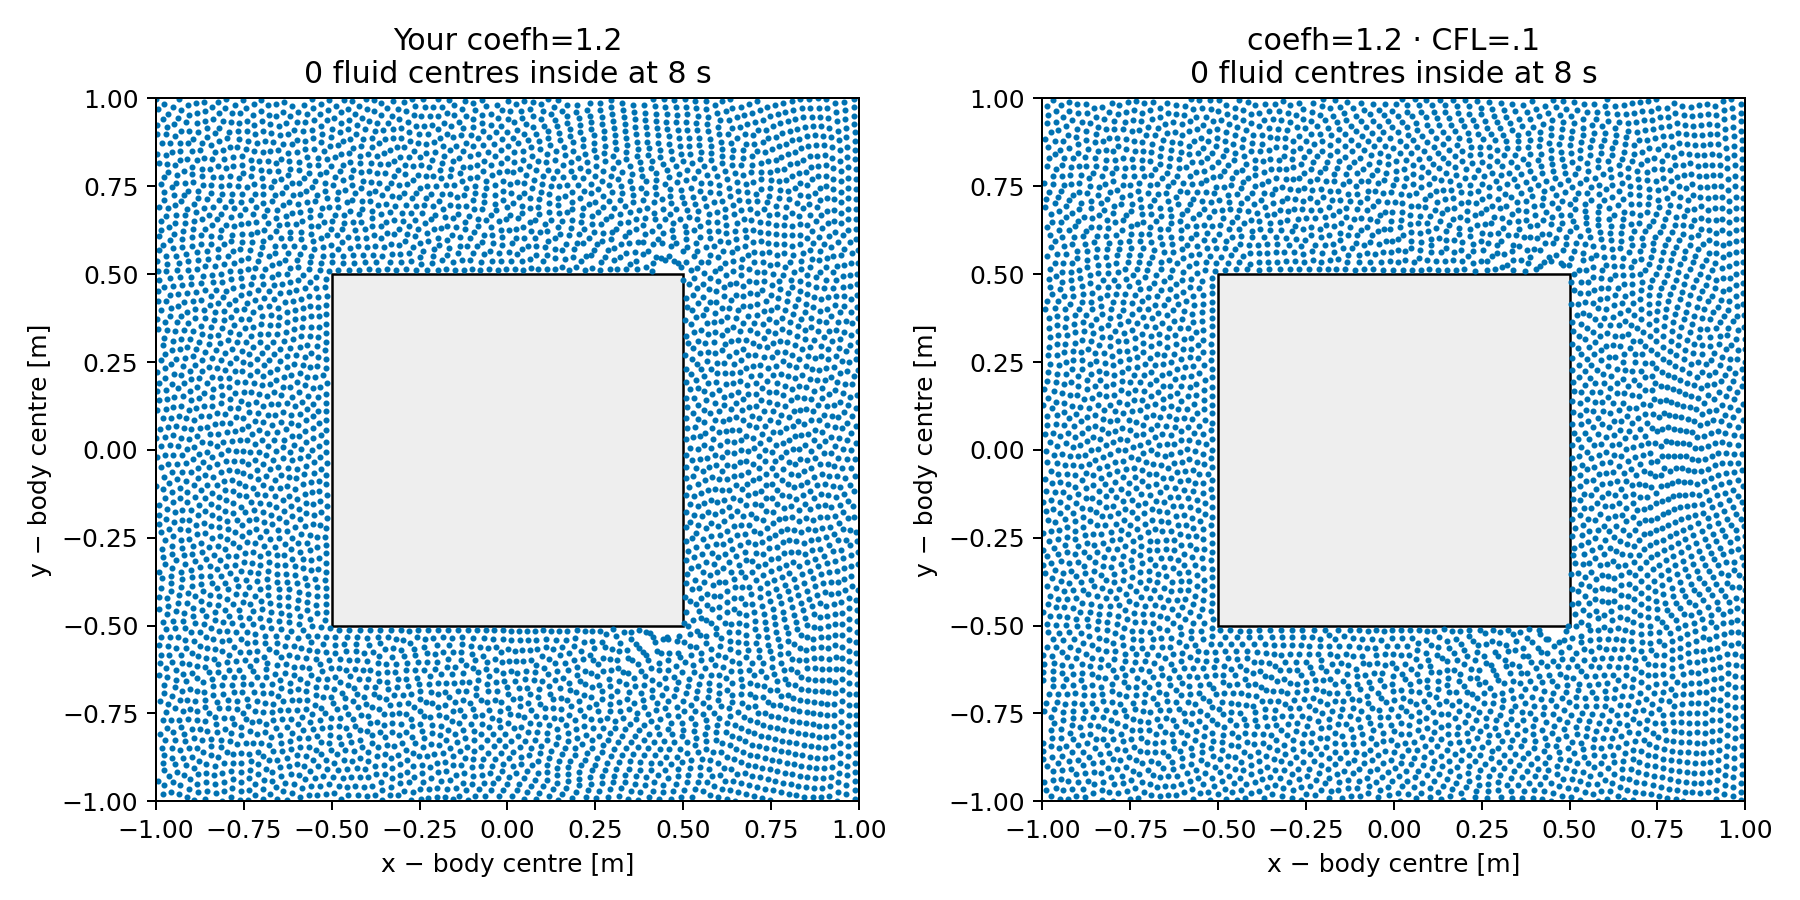 Your coefh=1.2
0 fluid centres inside at 8 s
1.00
0.75
0.50
0.25
0.00
−0.25
−0.50
−0.75
−1.00
y − body centre [m]
−1.00 −0.75 −0.50 −0.25 0.00 0.25 0.50 0.75 1.00
x − body centre [m]
coefh=1.2 · CFL=.1
0 fluid centres inside at 8 s
1.00
0.75
0.50
0.25
0.00
−0.25
−0.50
−0.75
−1.00
y − body centre [m]
−1.00 −0.75 −0.50 −0.25 0.00 0.25 0.50 0.75 1.00
x − body centre [m]